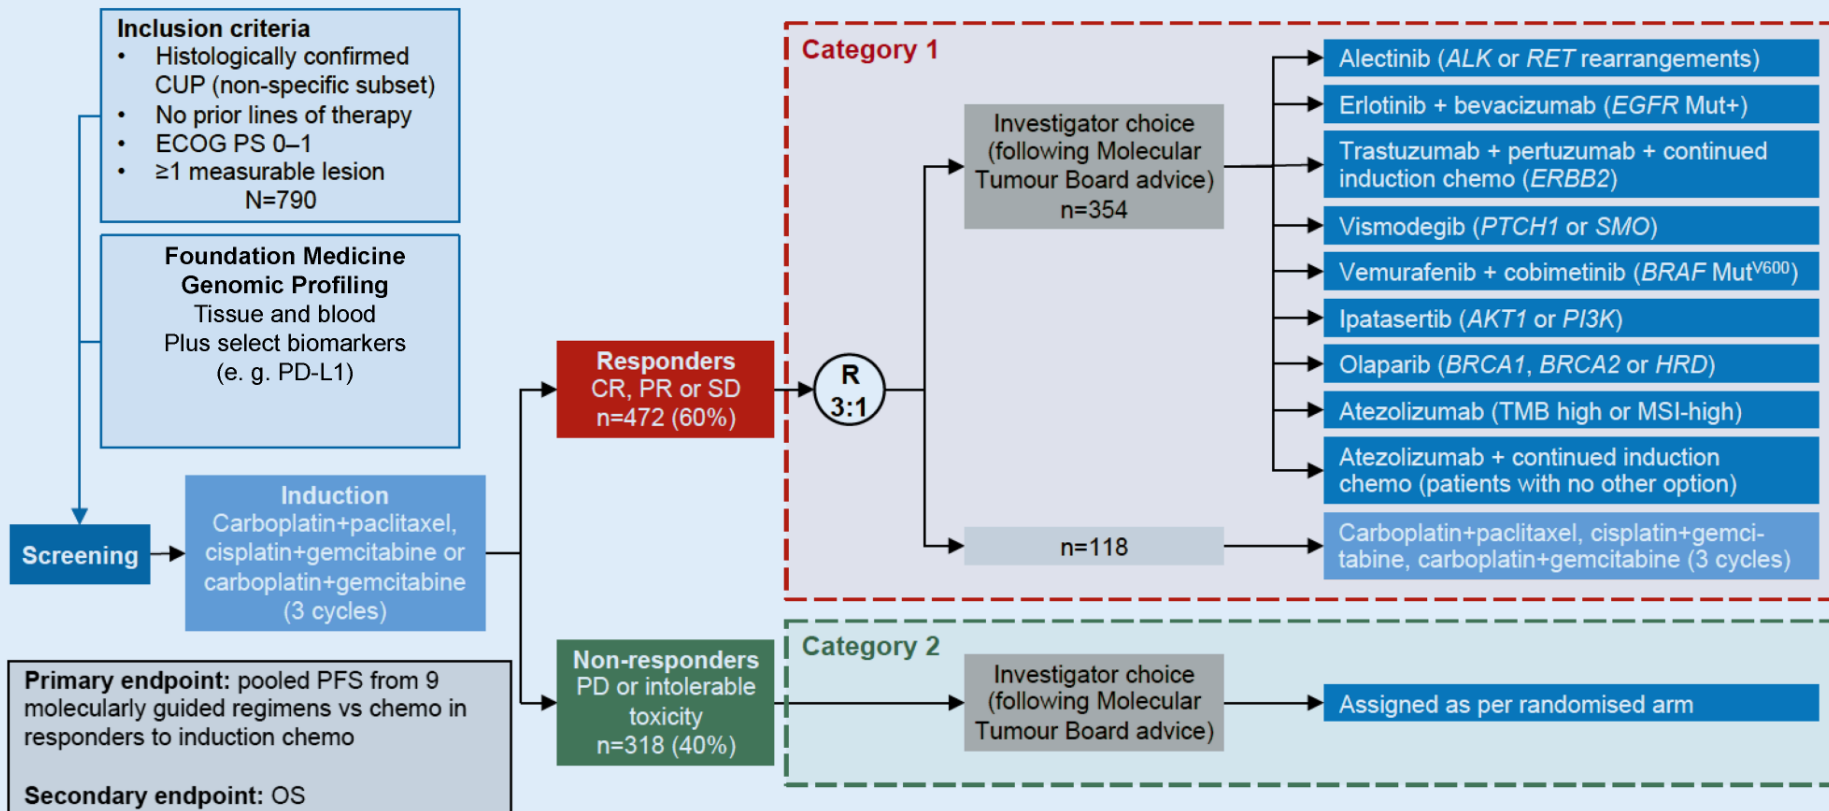 Inclusion criteria
• Histologically confirmed
CUP (non-specific subset)
• No prior lines of therapy
• ECOG PS 0–1
• ≥1 measurable lesion
N=790
Foundation Medicine
Genomic Profiling
Tissue and blood
Plus select biomarkers
(e. g. PD-L1)
Screening
Induction
Carboplatin+paclitaxel,
cisplatin+gemcitabine or
carboplatin+gemcitabine
(3 cycles)
Primary endpoint: pooled PFS from 9
molecularly guided regimens vs chemo in
responders to induction chemo
Secondary endpoint: OS
Responders
CR, PR or SD
n=472 (60%)
Non-responders
PD or intolerable
toxicity
n=318 (40%)
R
3:1
Category 1
Investigator choice
(following Molecular
Tumour Board advice)
n=354
Alectinib (ALK or RET rearrangements)
Erlotinib + bevacizumab (EGFR Mut+)
Trastuzumab + pertuzumab + continued
induction chemo (ERBB2)
Vismodegib (PTCH1 or SMO)
Vemurafenib + cobimetinib (BRAF Mut^V600)
Ipatasertib (AKT1 or PI3K)
Olaparib (BRCA1, BRCA2 or HRD)
Atezolizumab (TMB high or MSI-high)
Atezolizumab + continued induction
chemo (patients with no other option)
n=118
Carboplatin+paclitaxel, cisplatin+gemci-
tabine, carboplatin+gemcitabine (3 cycles)
Category 2
Investigator choice
(following Molecular
Tumour Board advice)
Assigned as per randomised arm